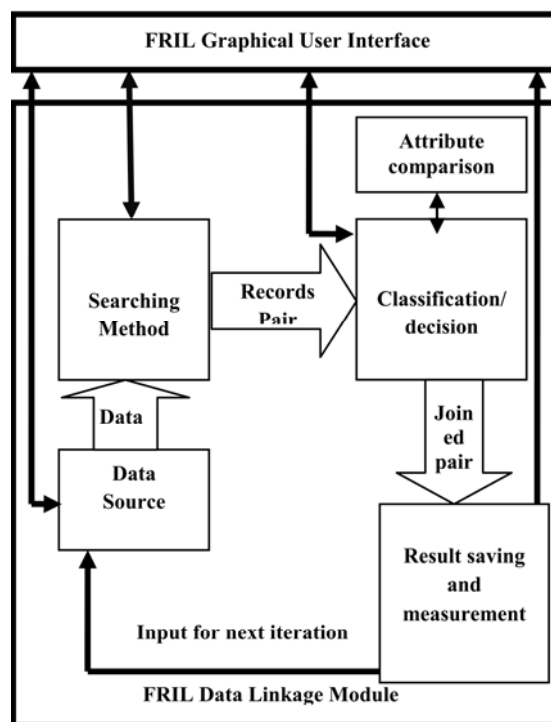 FRIL Graphical User Interface
Attribute
comparison
Searching
Method
Records
Pair
Classification/
decision
Data
Join
ed
pair
Data
Source
Result saving
and
measurement
Input for next iteration
FRIL Data Linkage Module